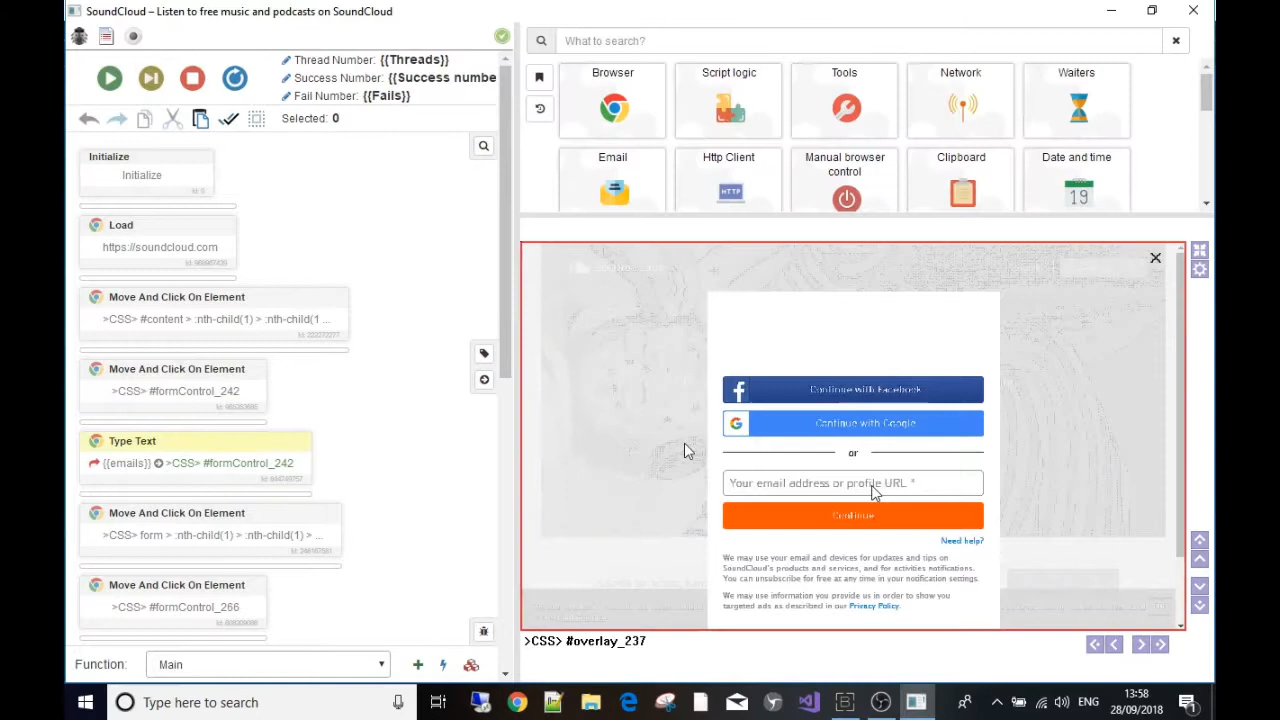 SoundCloud – Listen to free music and podcasts on SoundCloud
Thread Number: {{Threads}}
Success Number: {{Success numbe
Fail Number: {{Fails}}
Selected: 0
Initialize
Initialize
Id: 0
Load
https://soundcloud.com
Move And Click On Element
>CSS> #content > :nth-child(1) > :nth-child(1 ...
Move And Click On Element
>CSS> #formControl_242
Type Text
{{emails}} >CSS> #formControl_242
Move And Click On Element
>CSS> form > :nth-child(1) > :nth-child(1) > ...
Move And Click On Element
>CSS> #formControl_266
Function: Main
What to search?
Browser
Script logic
Tools
Network
Waiters
Email
Http Client
Manual browser
control
Clipboard
Date and time
HTTP
19
Continue with Facebook
Continue with Google
or
Your email address or profile URL *
Continue
Need help?
We may use your email and devices for updates and tips on
SoundCloud's products and services, and for activities notifications.
You can unsubscribe for free at any time in your notification settings.
We may use information you provide us in order to show you
targeted ads as described in our Privacy Policy.
>CSS> #overlay_237
Type here to search
ENG
13:58
28/09/2018